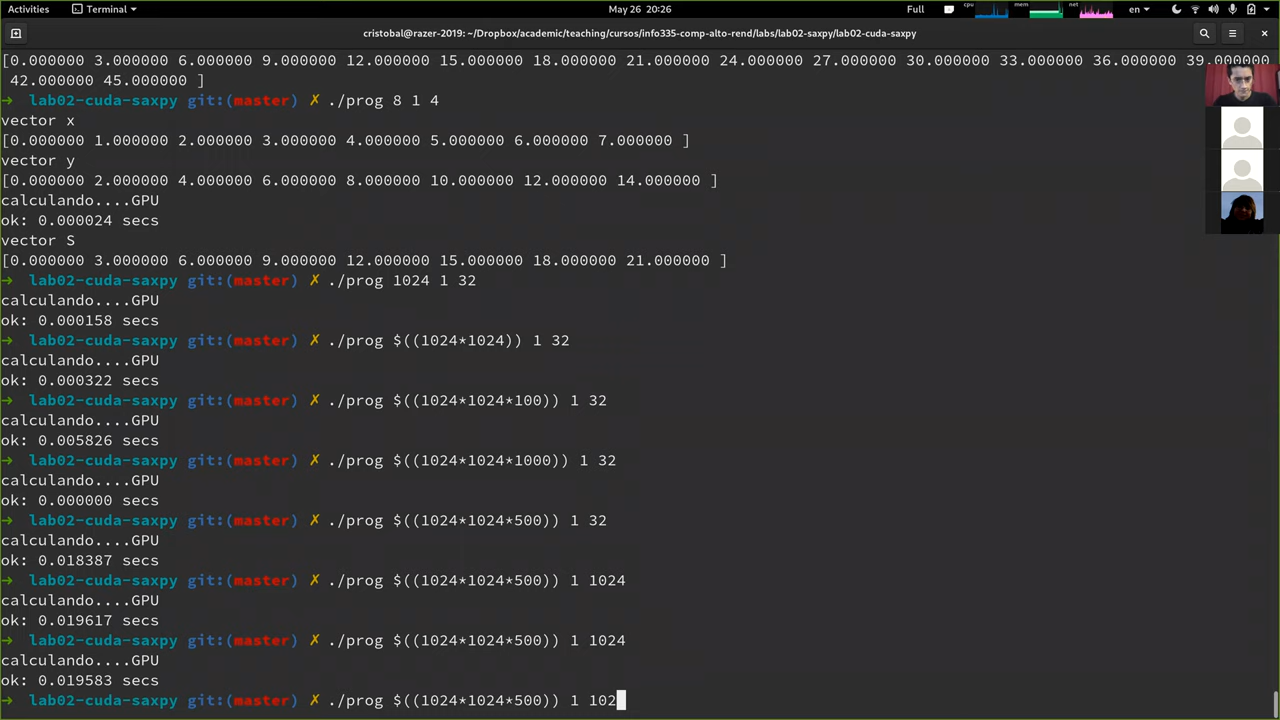 Activities Terminal May 26 20:26 Full cpu mem net en
cristobal@razer-2019: ~/Dropbox/academic/teaching/cursos/info335-comp-alto-rend/labs/lab02-saxpy/lab02-cuda-saxpy
[0.000000 3.000000 6.000000 9.000000 12.000000 15.000000 18.000000 21.000000 24.000000 27.000000 30.000000 33.000000 36.000000 39.000000
42.000000 45.000000 ]
→ lab02-cuda-saxpy git:(master) ✗ ./prog 8 1 4
vector x
[0.000000 1.000000 2.000000 3.000000 4.000000 5.000000 6.000000 7.000000 ]
vector y
[0.000000 2.000000 4.000000 6.000000 8.000000 10.000000 12.000000 14.000000 ]
calculando....GPU
ok: 0.000024 secs
vector S
[0.000000 3.000000 6.000000 9.000000 12.000000 15.000000 18.000000 21.000000 ]
→ lab02-cuda-saxpy git:(master) ✗ ./prog 1024 1 32
calculando....GPU
ok: 0.000158 secs
→ lab02-cuda-saxpy git:(master) ✗ ./prog $((1024*1024)) 1 32
calculando....GPU
ok: 0.000322 secs
→ lab02-cuda-saxpy git:(master) ✗ ./prog $((1024*1024*100)) 1 32
calculando....GPU
ok: 0.005826 secs
→ lab02-cuda-saxpy git:(master) ✗ ./prog $((1024*1024*1000)) 1 32
calculando....GPU
ok: 0.000000 secs
→ lab02-cuda-saxpy git:(master) ✗ ./prog $((1024*1024*500)) 1 32
calculando....GPU
ok: 0.018387 secs
→ lab02-cuda-saxpy git:(master) ✗ ./prog $((1024*1024*500)) 1 1024
calculando....GPU
ok: 0.019617 secs
→ lab02-cuda-saxpy git:(master) ✗ ./prog $((1024*1024*500)) 1 1024
calculando....GPU
ok: 0.019583 secs
→ lab02-cuda-saxpy git:(master) ✗ ./prog $((1024*1024*500)) 1 102